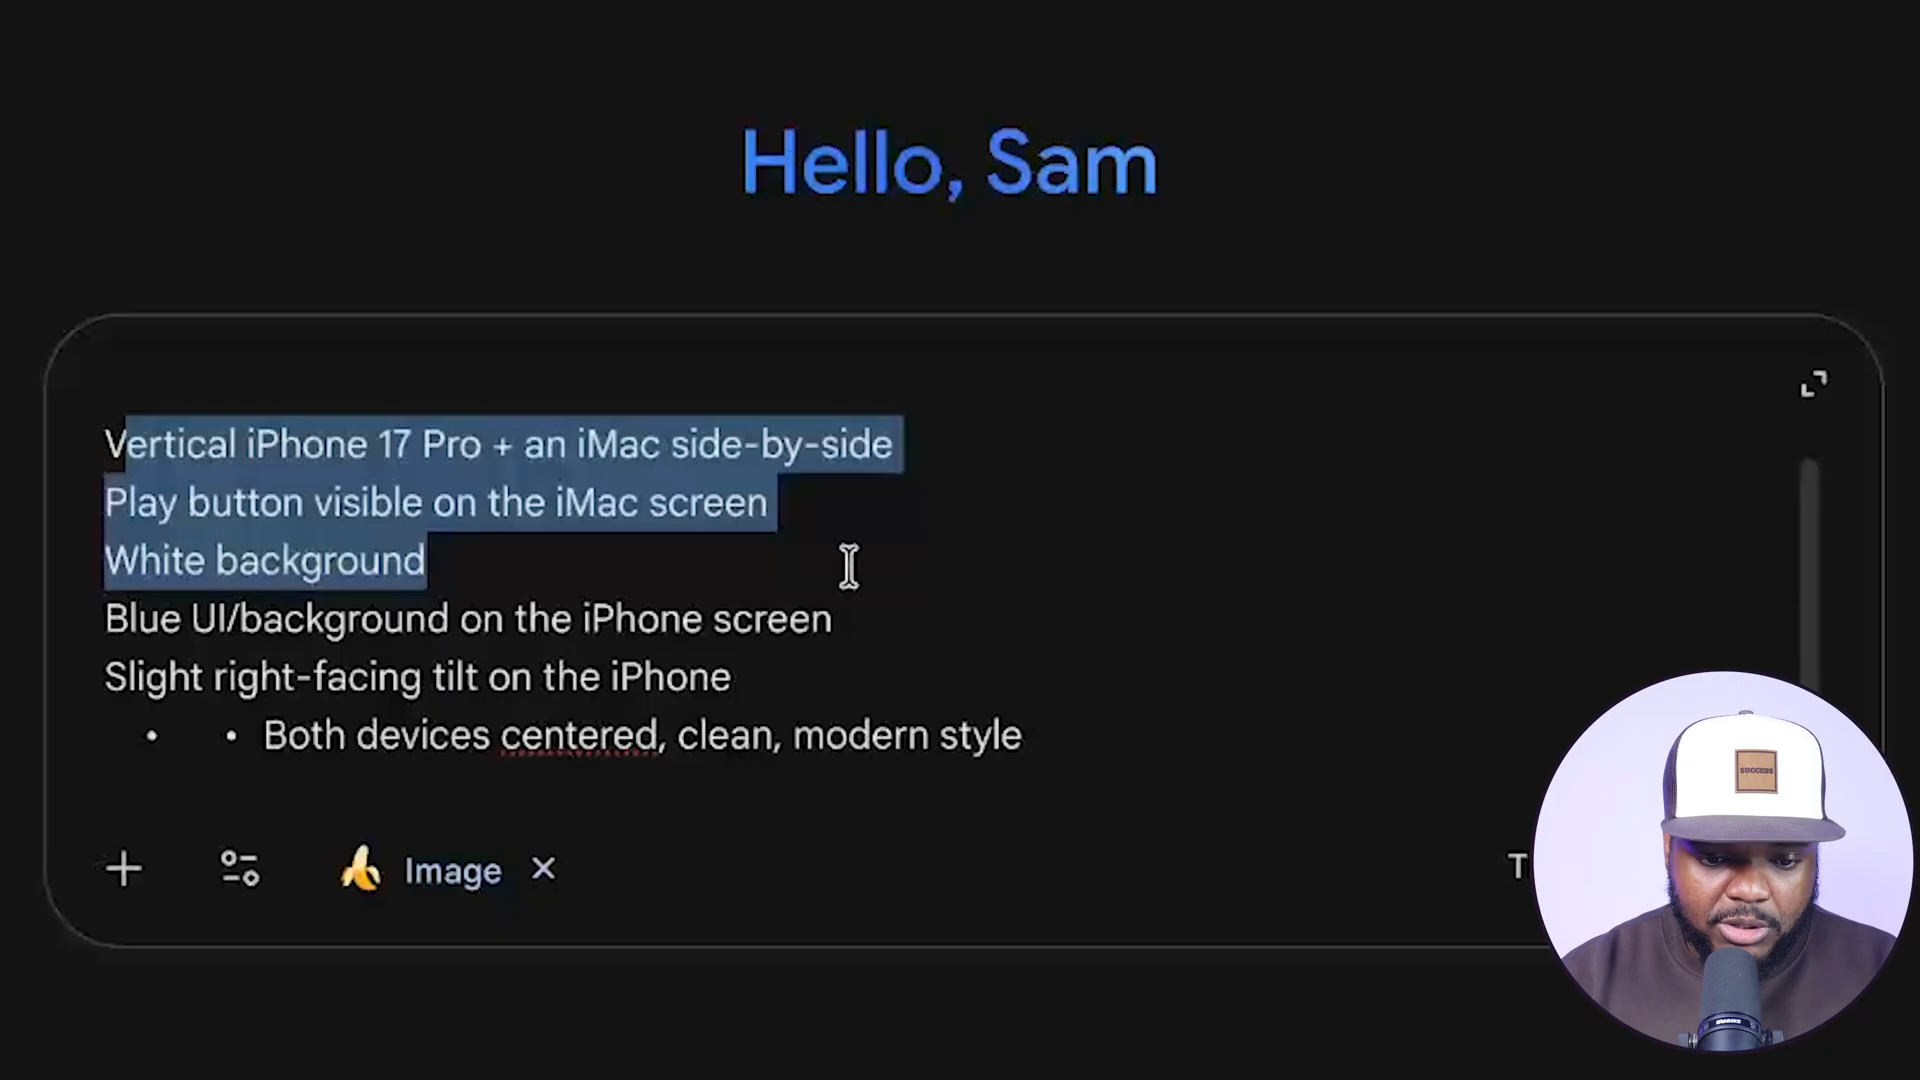 Hello, Sam
Vertical iPhone 17 Pro + an iMac side-by-side
Play button visible on the iMac screen
White background
Blue UI/background on the iPhone screen
Slight right-facing tilt on the iPhone
• • Both devices centered, clean, modern style
Image
T
SUCCESS